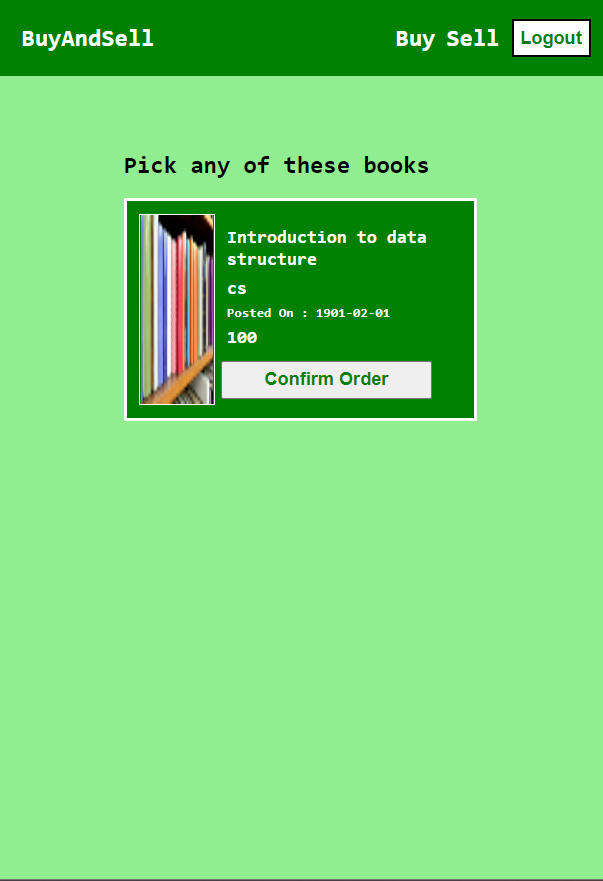 BuyAndSell Buy Sell Logout
Pick any of these books
Introduction to data
structure
cs
Posted On : 1901-02-01
100
Confirm Order